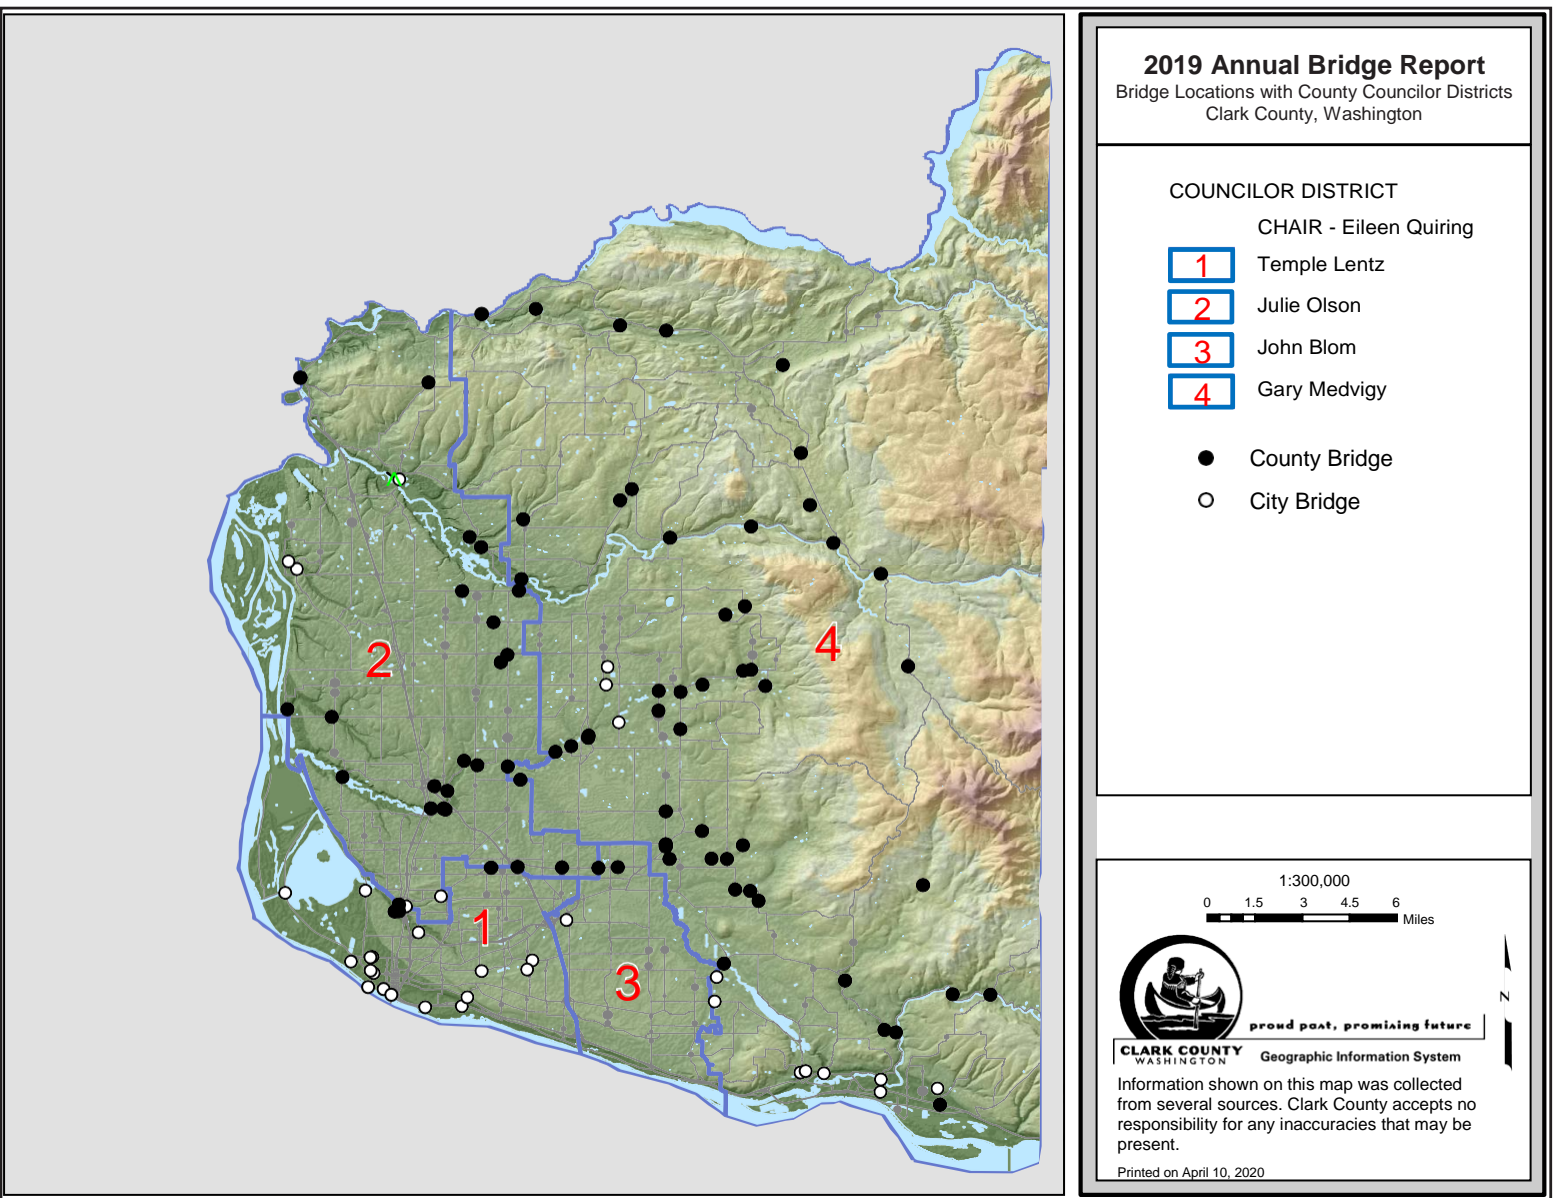 2019 Annual Bridge Report
Bridge Locations with County Councilor Districts
Clark County, Washington
COUNCILOR DISTRICT
CHAIR - Eileen Quiring
1 Temple Lentz
2 Julie Olson
3 John Blom
4 Gary Medvigy
County Bridge
City Bridge
2
4
1
3
1:300,000
0 1.5 3 4.5 6
Miles
N
proud past, promising future
CLARK COUNTY
WASHINGTON
Geographic Information System
Information shown on this map was collected
from several sources. Clark County accepts no
responsibility for any inaccuracies that may be
present.
Printed on April 10, 2020